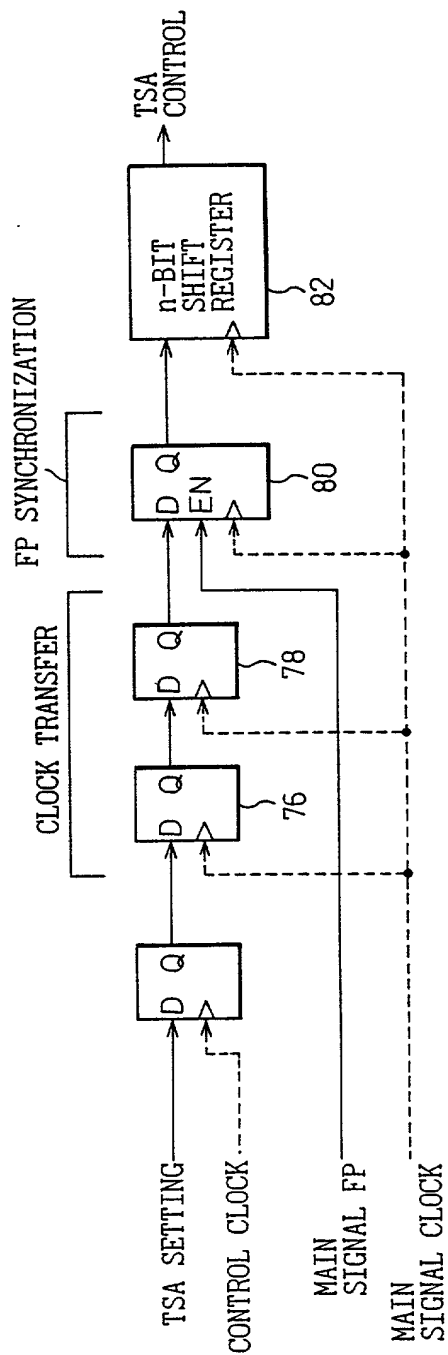 CLOCK TRANSFER
FP SYNCHRONIZATION
TSA SETTING
D Q
D Q
D Q
D Q
EN
n-BIT
SHIFT
REGISTER
TSA
CONTROL
76
78
80
82
CONTROL CLOCK
MAIN
SIGNAL FP
MAIN
SIGNAL CLOCK